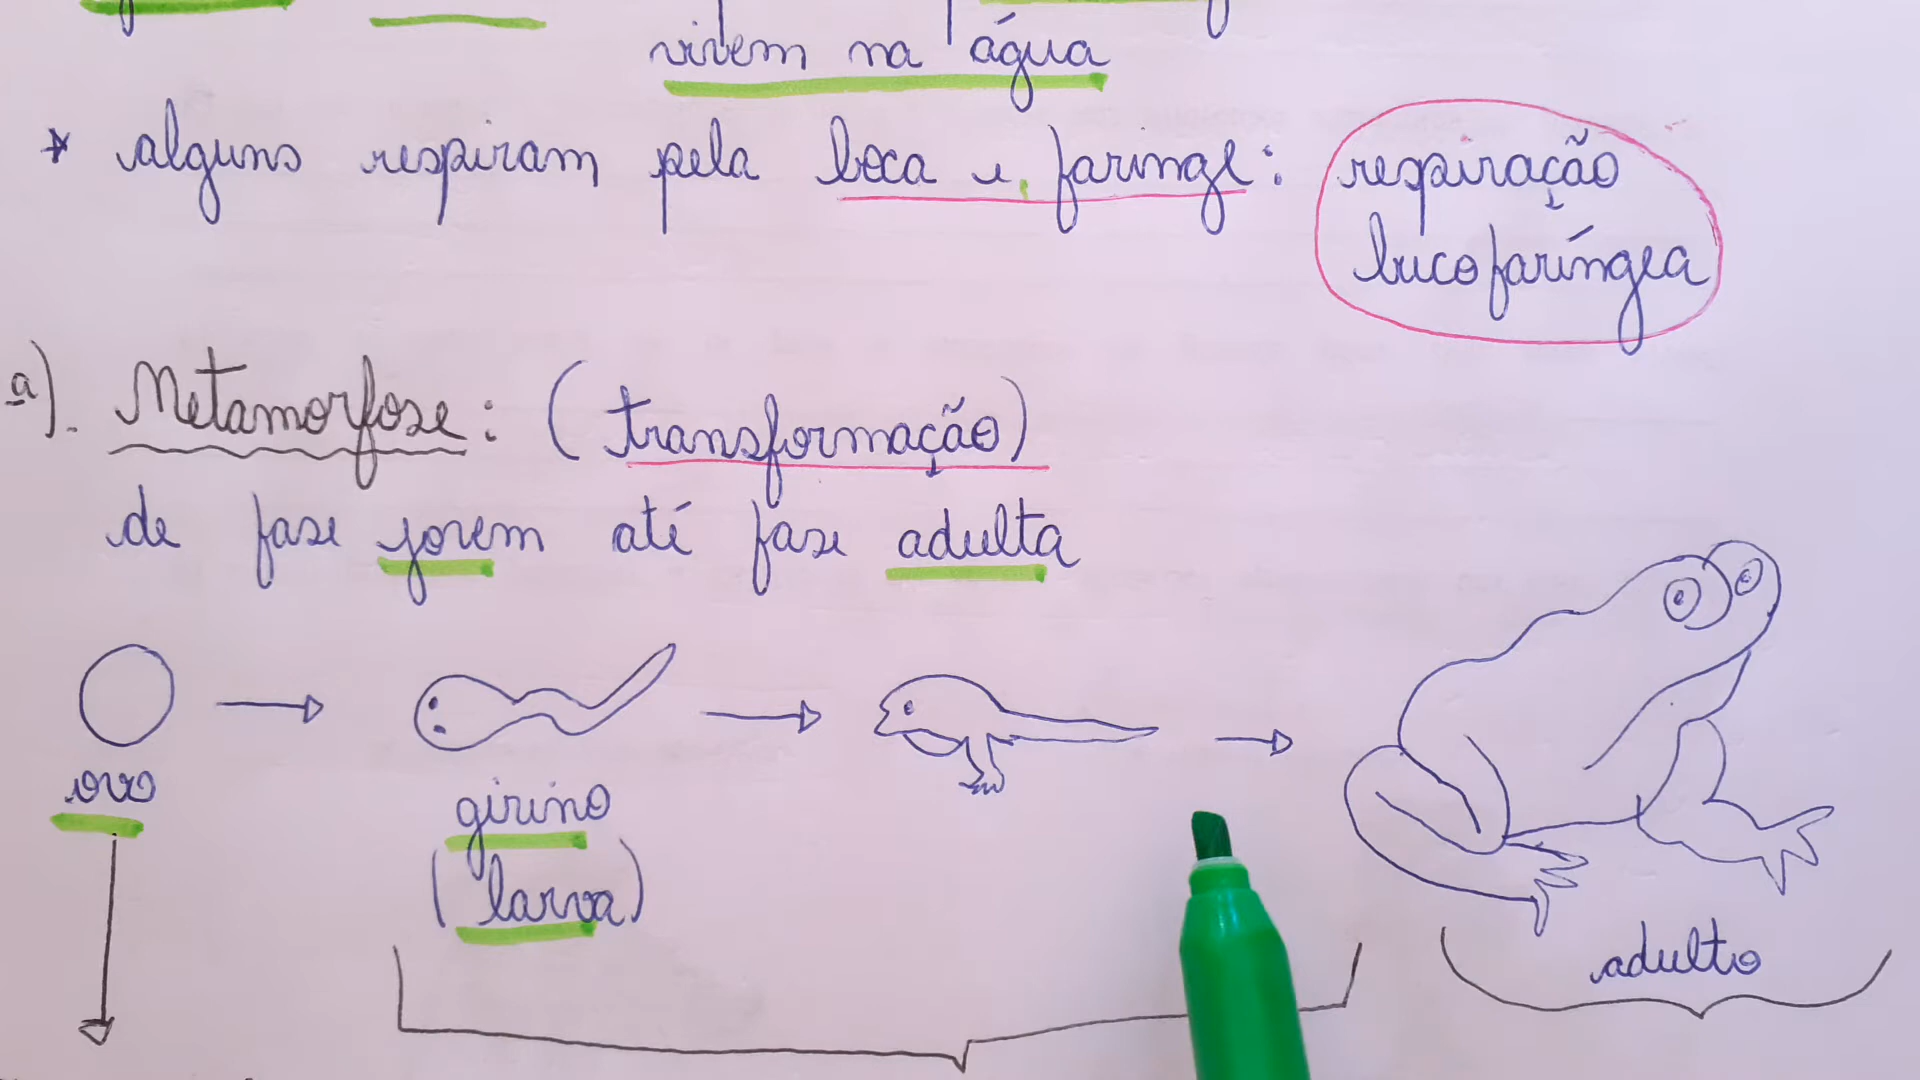 vivem na água
* alguns respiram pela boca e faringe: respiração
bucofaríngea
a). Metamorfose: (transformação)
de fase jovem até fase adulta
ovo
girino
(larva)
adulto